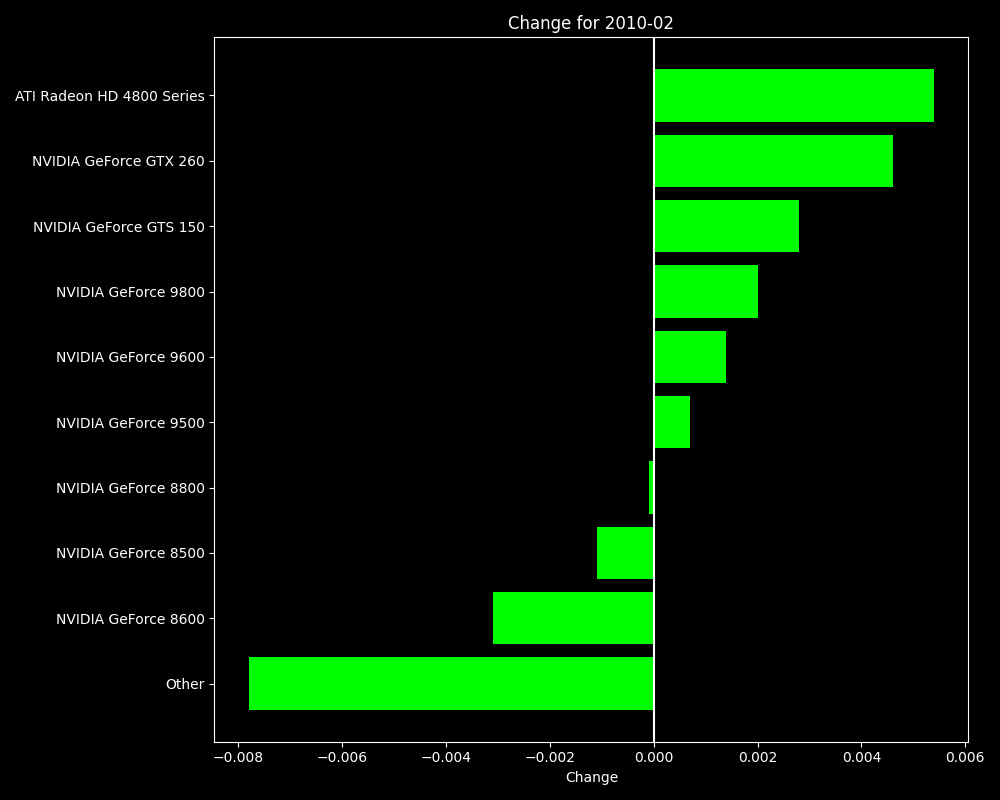 Change for 2010-02
ATI Radeon HD 4800 Series
NVIDIA GeForce GTX 260
NVIDIA GeForce GTS 150
NVIDIA GeForce 9800
NVIDIA GeForce 9600
NVIDIA GeForce 9500
NVIDIA GeForce 8800
NVIDIA GeForce 8500
NVIDIA GeForce 8600
Other
−0.008 −0.006 −0.004 −0.002 0.000 0.002 0.004 0.006
Change